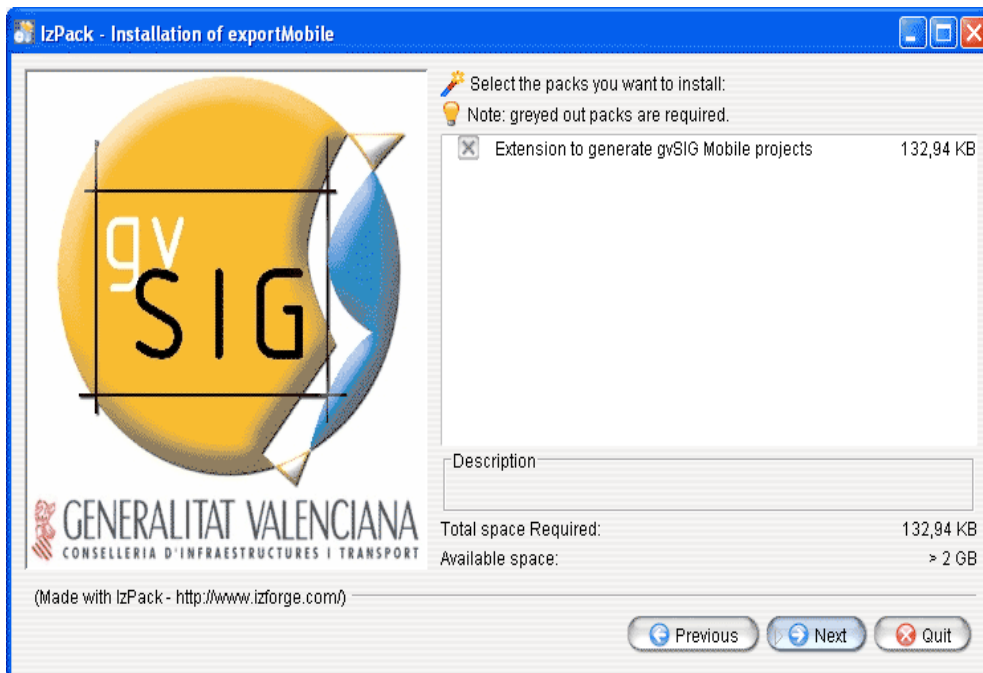 IzPack - Installation of exportMobile
gv
SIG
GENERALITAT VALENCIANA
CONSELLERIA D'INFRAESTRUCTURES I TRANSPORT
Select the packs you want to install:
Note: greyed out packs are required.
Extension to generate gvSIG Mobile projects 132,94 KB
Description
Total space Required: 132,94 KB
Available space: > 2 GB
(Made with IzPack - http://www.izforge.com/)
Previous Next Quit